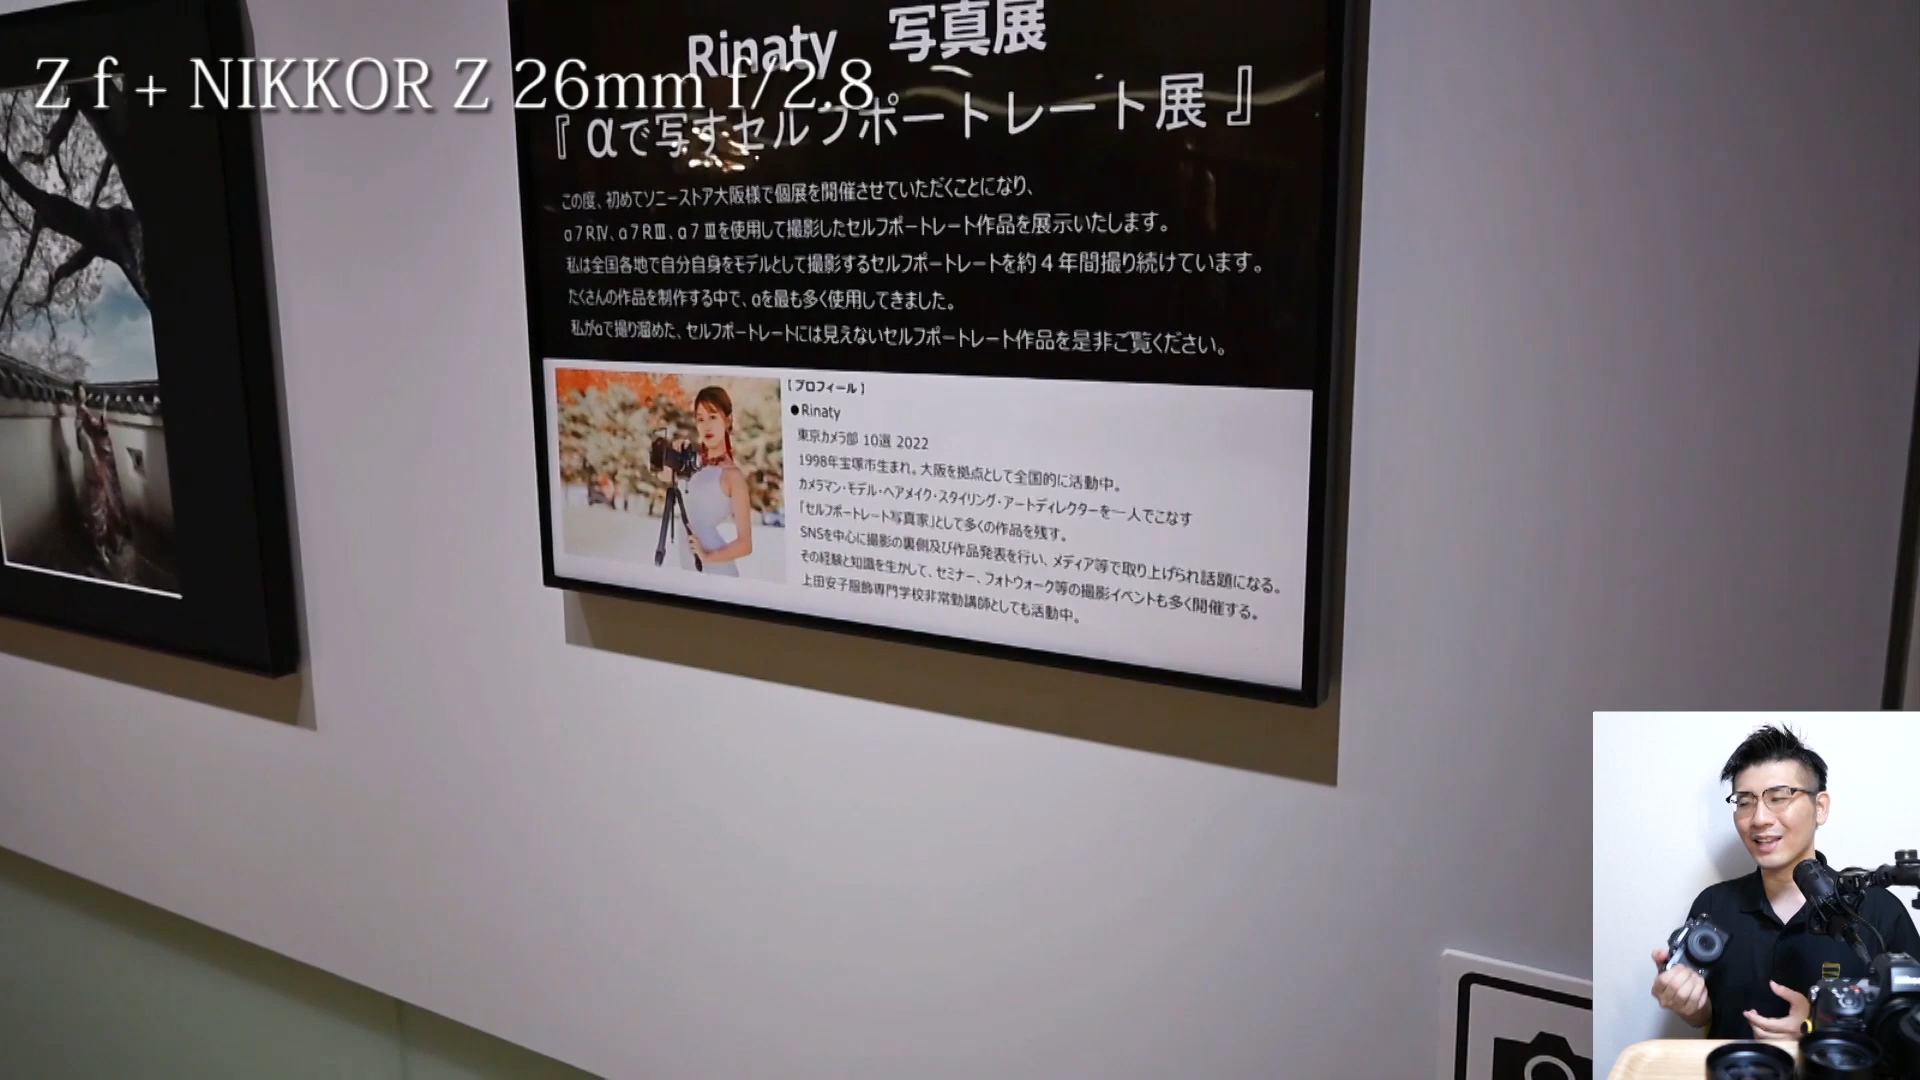 Z f + NIKKOR Z 26mm f/2.8
Rinaty 写真展
『αで写すセルフポートレート展』
この度、初めてソニーストア大阪様で個展を開催させていただくことになり、
α7RⅣ、α7RⅢ、α7Ⅲを使用して撮影したセルフポートレート作品を展示いたします。
私は全国各地で自分自身をモデルとして撮影するセルフポートレートを約4年間撮り続けています。
たくさんの作品を制作する中で、αを最も多く使用してきました。
私がαで撮り溜めた、セルフポートレートには見えないセルフポートレート作品を是非ご覧ください。
【プロフィール】
●Rinaty
東京カメラ部 10選 2022
1998年宝塚市生まれ。大阪を拠点として全国的に活動中。
カメラマン・モデル・ヘアメイク・スタイリング・アートディレクターを一人でこなす
「セルフポートレート写真家」として多くの作品を残す。
SNSを中心に撮影の裏側及び作品発表を行い、メディア等で取り上げられ話題になる。
その経験と知識を生かして、セミナー、フォトウォーク等の撮影イベントも多く開催する。
上田安子服飾専門学校非常勤講師としても活動中。